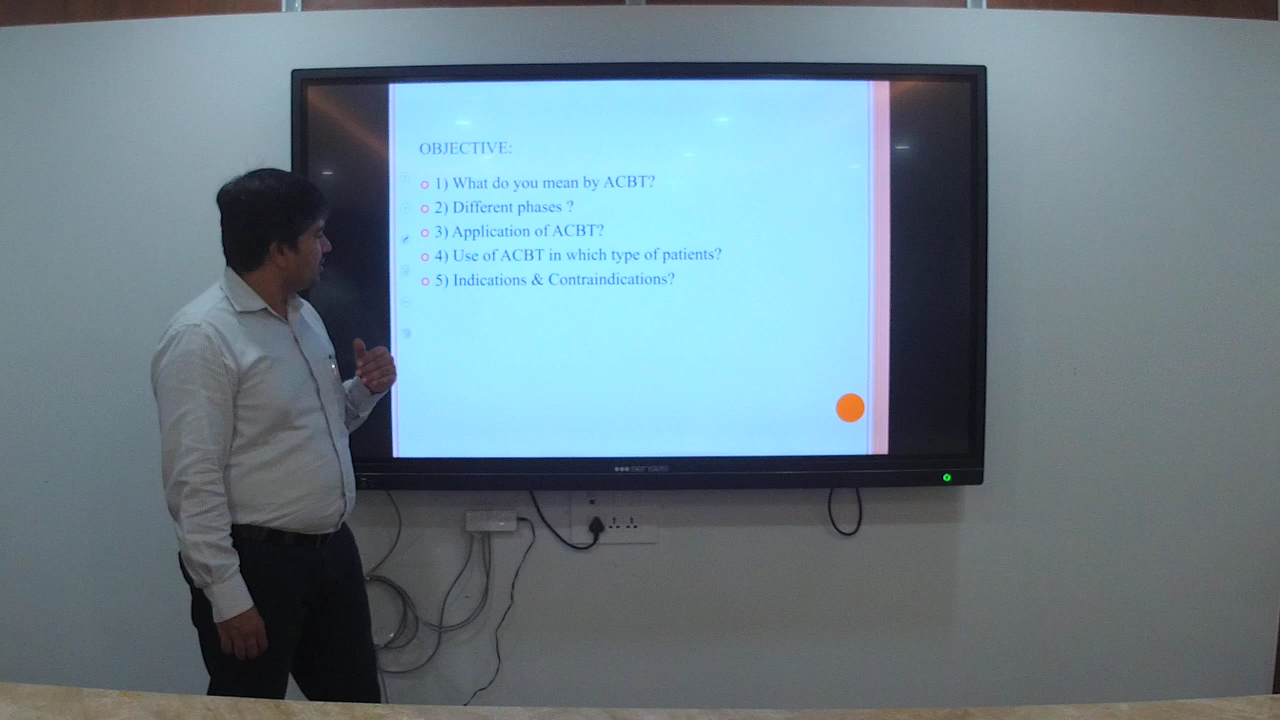 OBJECTIVE:
1) What do you mean by ACBT?
2) Different phases ?
3) Application of ACBT?
4) Use of ACBT in which type of patients?
5) Indications & Contraindications?